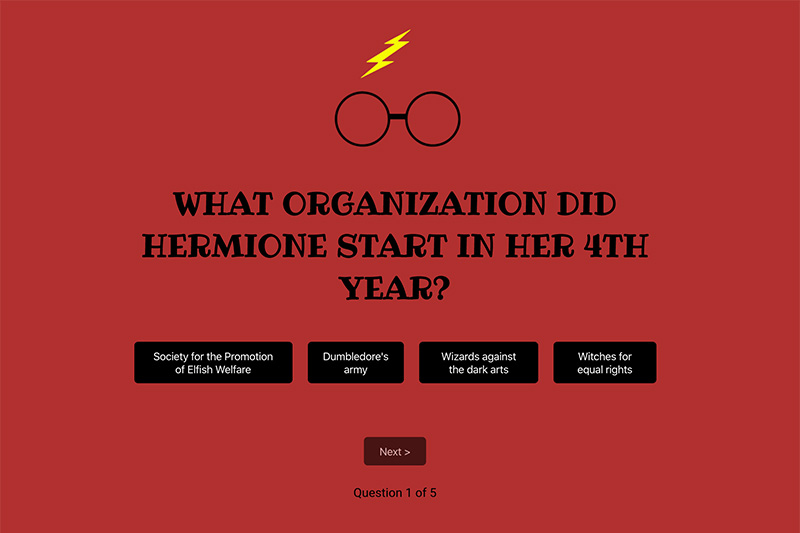 WHAT ORGANIZATION DID
HERMIONE START IN HER 4TH
YEAR?
Society for the Promotion
of Elfish Welfare
Dumbledore's
army
Wizards against
the dark arts
Witches for
equal rights
Next >
Question 1 of 5